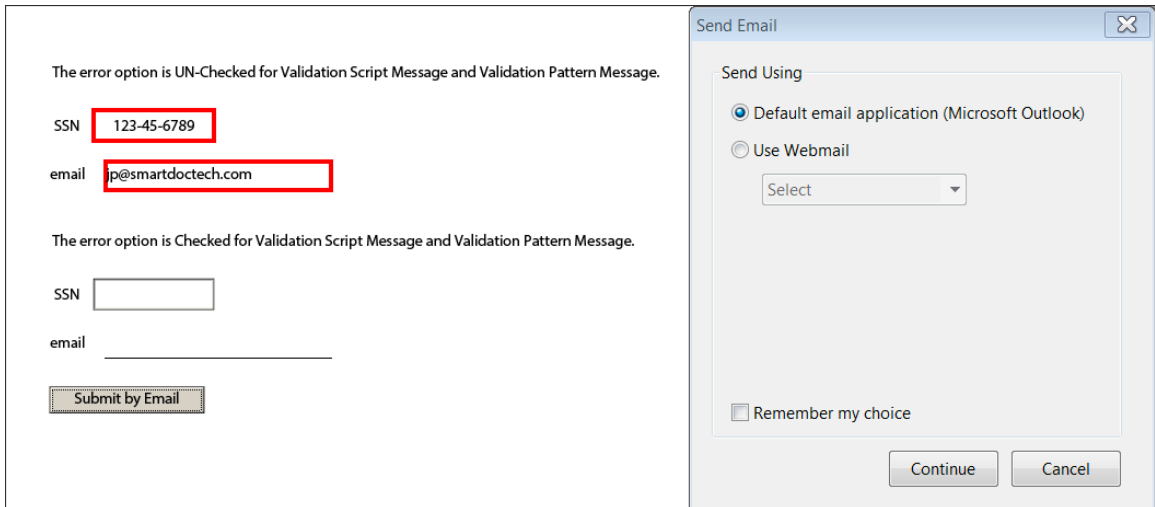 The error option is UN-Checked for Validation Script Message and Validation Pattern Message.
SSN 123-45-6789
email jp@smartdoctech.com
The error option is Checked for Validation Script Message and Validation Pattern Message.
SSN
email
Submit by Email
Send Email
Send Using
Default email application (Microsoft Outlook)
Use Webmail
Select
Remember my choice
Continue Cancel